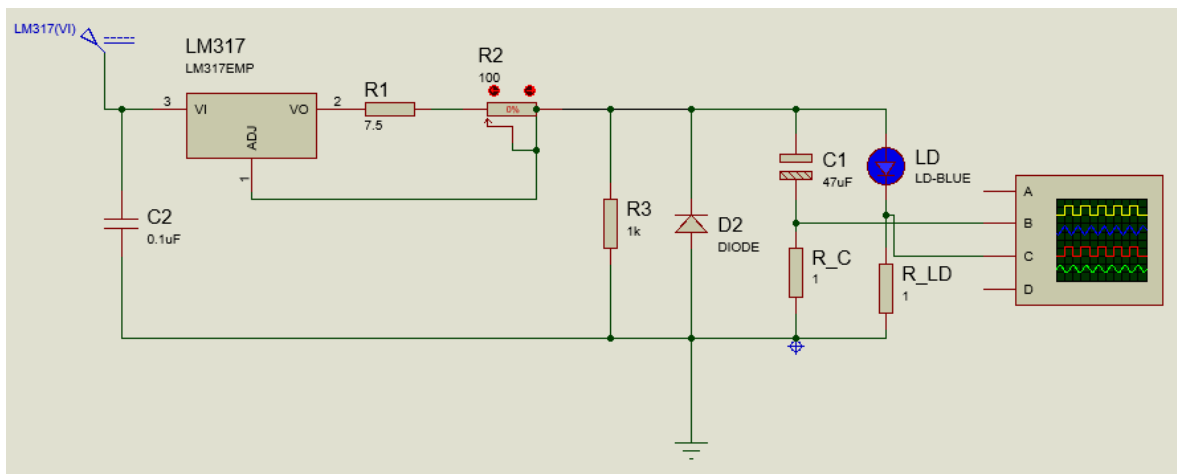 LM317(VI)
LM317
LM317EMP
3
VI
VO
2
ADJ
1
R1
7.5
R2
100
0%
C2
0.1uF
R3
1k
D2
DIODE
C1
47uF
R_C
1
LD
LD-BLUE
R_LD
1
A
B
C
D